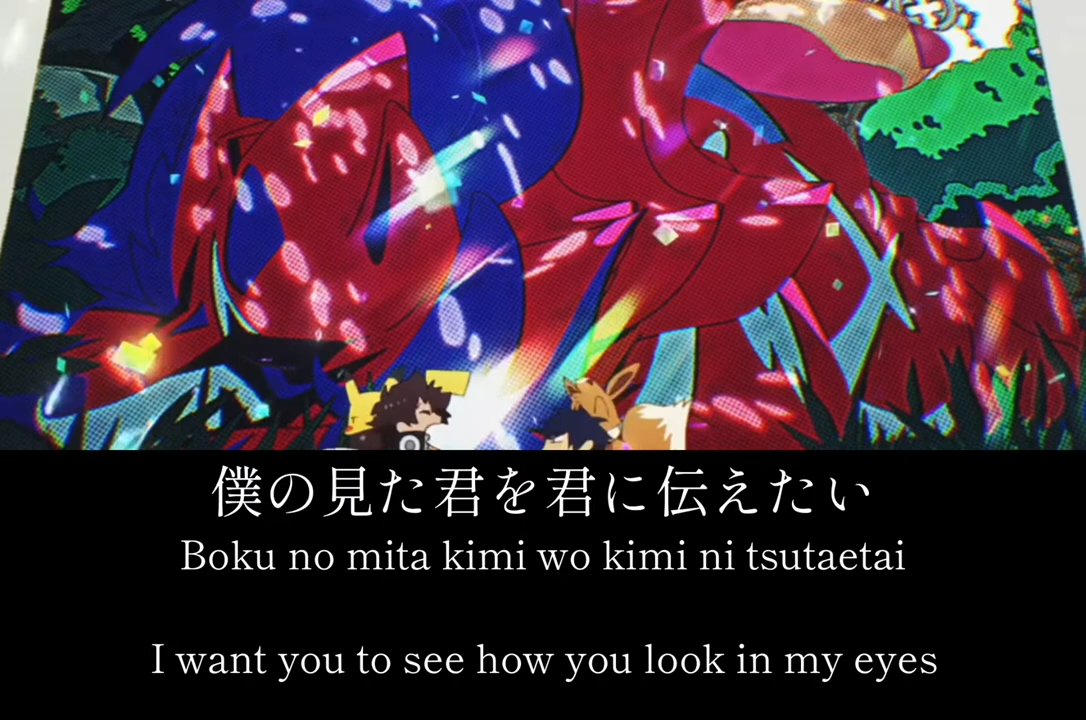 僕の見た君を君に伝えたい
Boku no mita kimi wo kimi ni tsutaetai
I want you to see how you look in my eyes